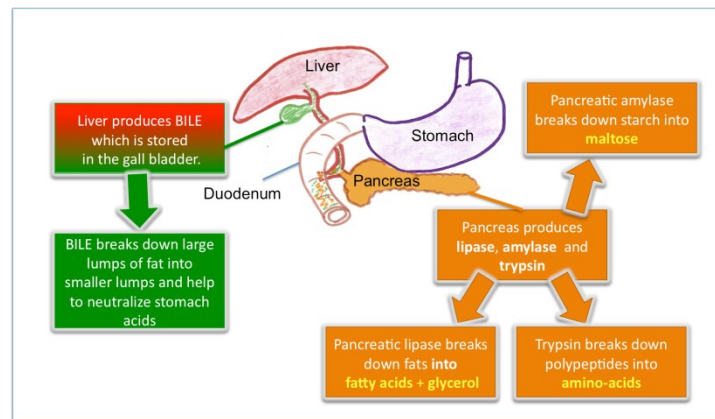 Liver
Liver produces BILE
which is stored
in the gall bladder.
Stomach
Pancreatic amylase
breaks down starch into
maltose
Duodenum
Pancreas
BILE breaks down large
lumps of fat into
smaller lumps and help
to neutralize stomach
acids
Pancreas produces
lipase, amylase and
trypsin
Pancreatic lipase breaks
down fats into
fatty acids + glycerol
Trypsin breaks down
polypeptides into
amino-acids